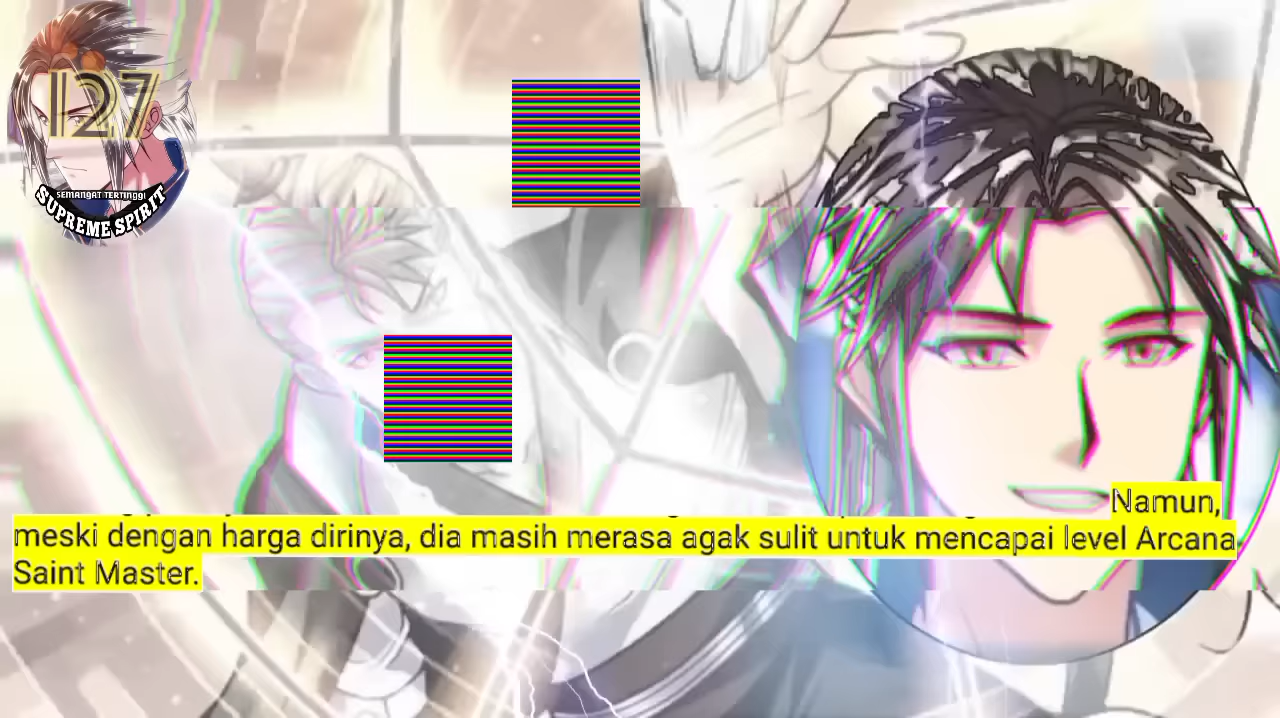 127
SEMANGAT TERTINGGI
SUPREME SPIRIT
Namun,
meski dengan harga dirinya, dia masih merasa agak sulit untuk mencapai level Arcana
Saint Master.